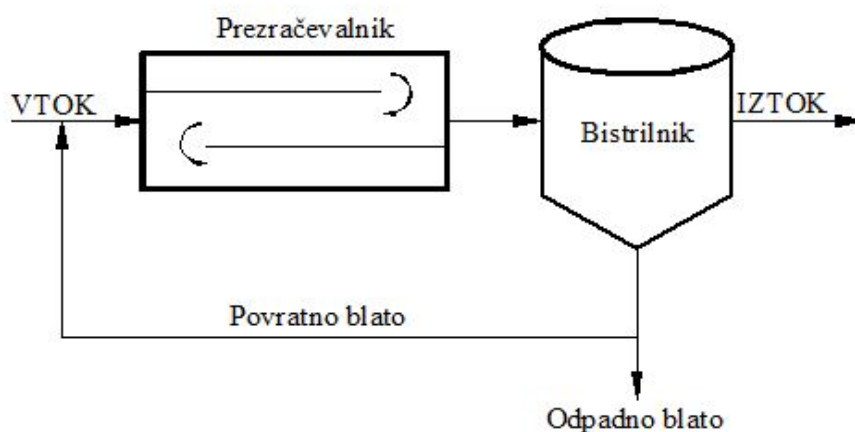 Prezračevalnik
VTOK
IZTOK
Bistrilnik
Povratno blato
Odpadno blato